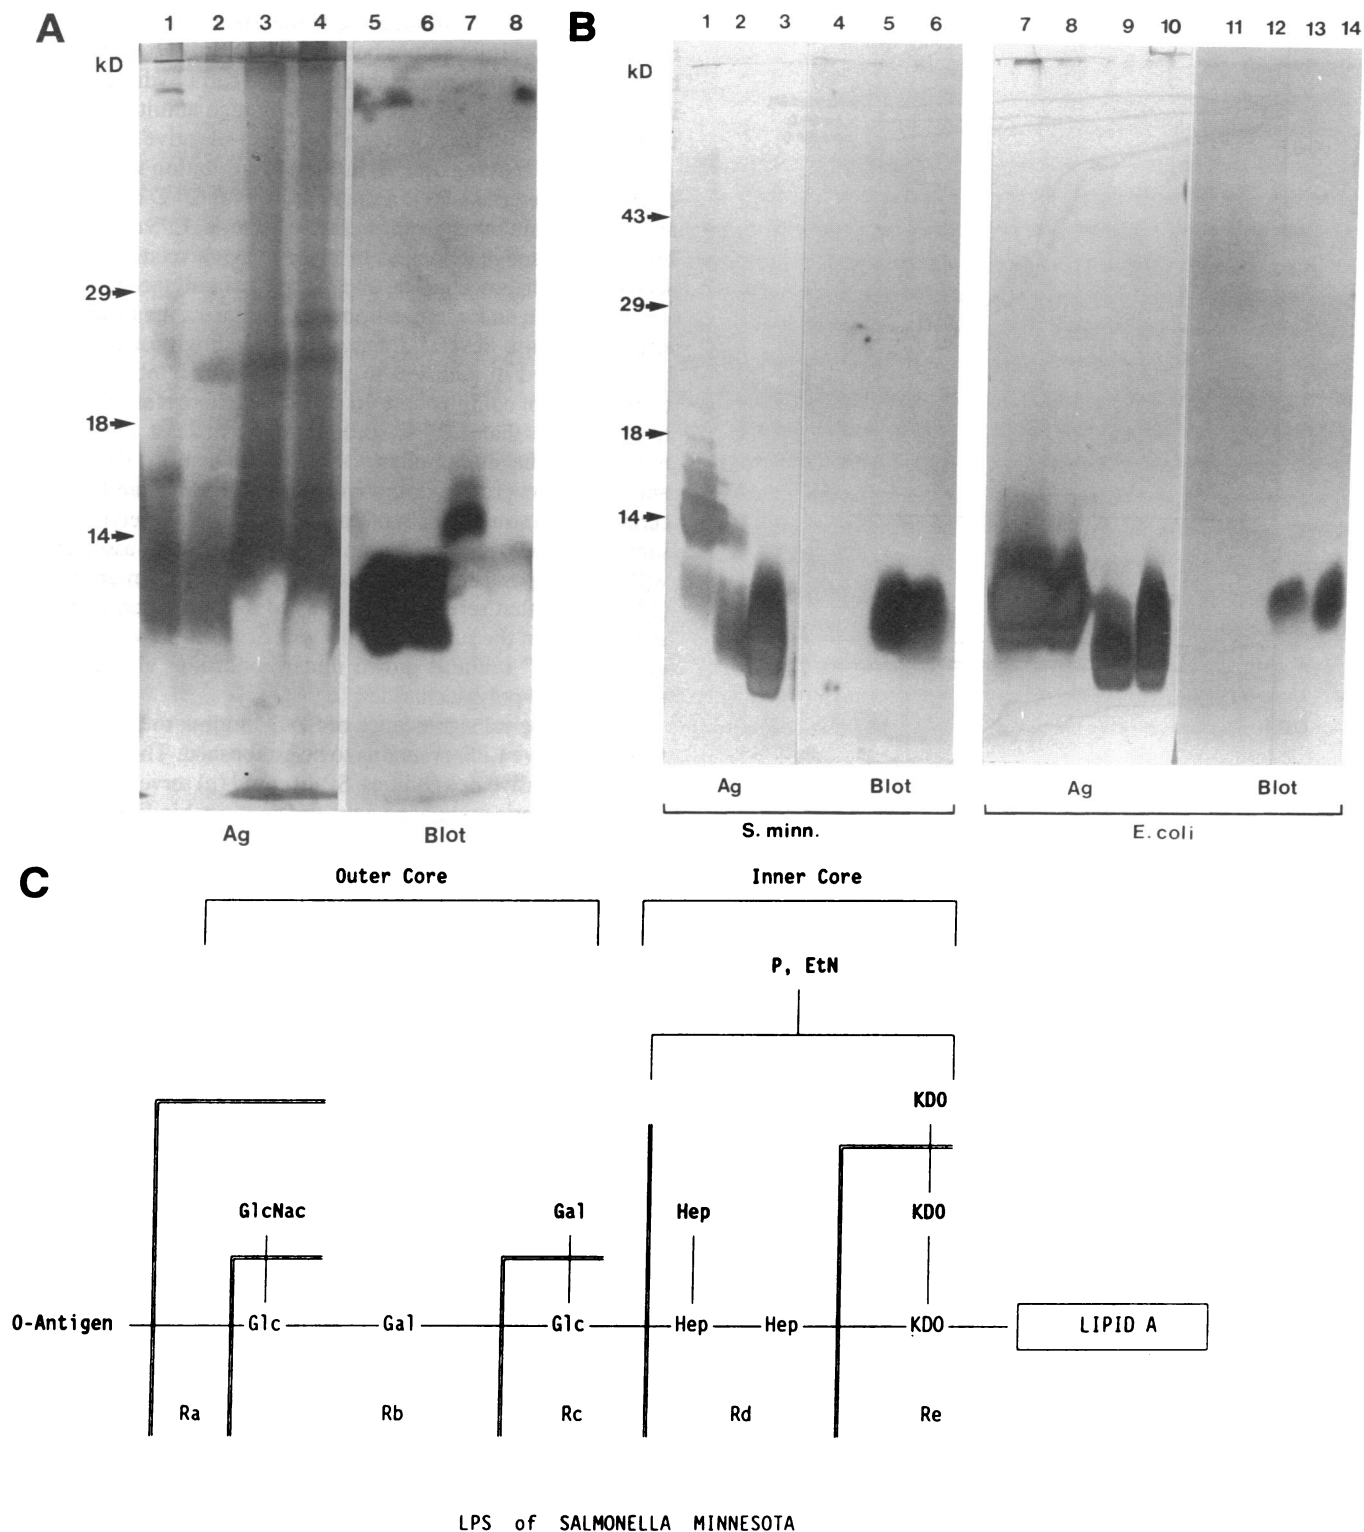 A
1 2 3 4 5 6 7 8
kD
29
18
14
Ag Blot
B
1 2 3 4 5 6 7 8 9 10 11 12 13 14
kD
43
29
18
14
Ag Blot Ag Blot
S. minn. E. coli
C
Outer Core Inner Core
P, EtN
KDO
GlcNac Gal Hep KDO
O-Antigen Glc Gal Glc Hep Hep KDO LIPID A
Ra Rb Rc Rd Re
LPS of SALMONELLA MINNESOTA